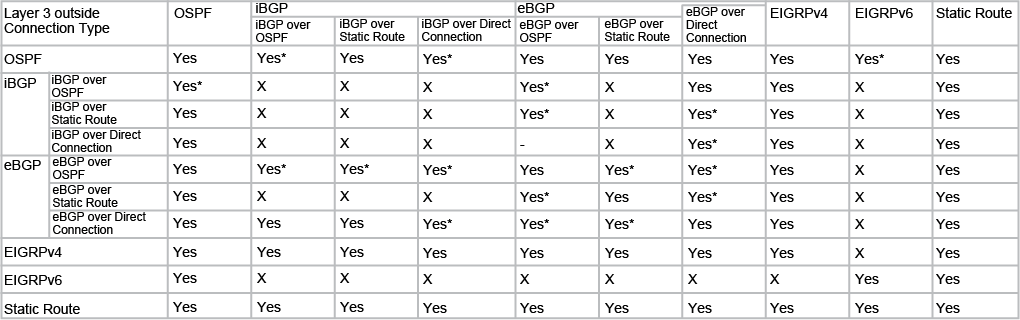 Layer 3 outside
Connection Type
OSPF
iBGP
eBGP
iBGP over
OSPF
iBGP over
Static Route
iBGP over Direct
Connection
eBGP over
OSPF
eBGP over
Static Route
eBGP over
Direct
Connection
EIGRPv4
EIGRPv6
Static Route
OSPF Yes Yes* Yes Yes* Yes Yes Yes Yes Yes* Yes
iBGP
iBGP over
OSPF
Yes* X X X Yes* X Yes Yes X Yes
iBGP over
Static Route
Yes X X X Yes* X Yes* Yes X Yes
iBGP over Direct
Connection
Yes X X X - X Yes* Yes X Yes
eBGP
eBGP over
OSPF
Yes Yes* Yes* Yes* Yes Yes* Yes Yes X Yes
eBGP over
Static Route
Yes X X X Yes* Yes Yes* Yes X Yes
eBGP over Direct
Connection
Yes Yes Yes Yes* Yes* Yes* Yes Yes X Yes
EIGRPv4 Yes Yes Yes Yes Yes Yes Yes Yes X Yes
EIGRPv6 Yes X X X X X X X Yes Yes
Static Route Yes Yes Yes Yes Yes Yes Yes Yes Yes Yes